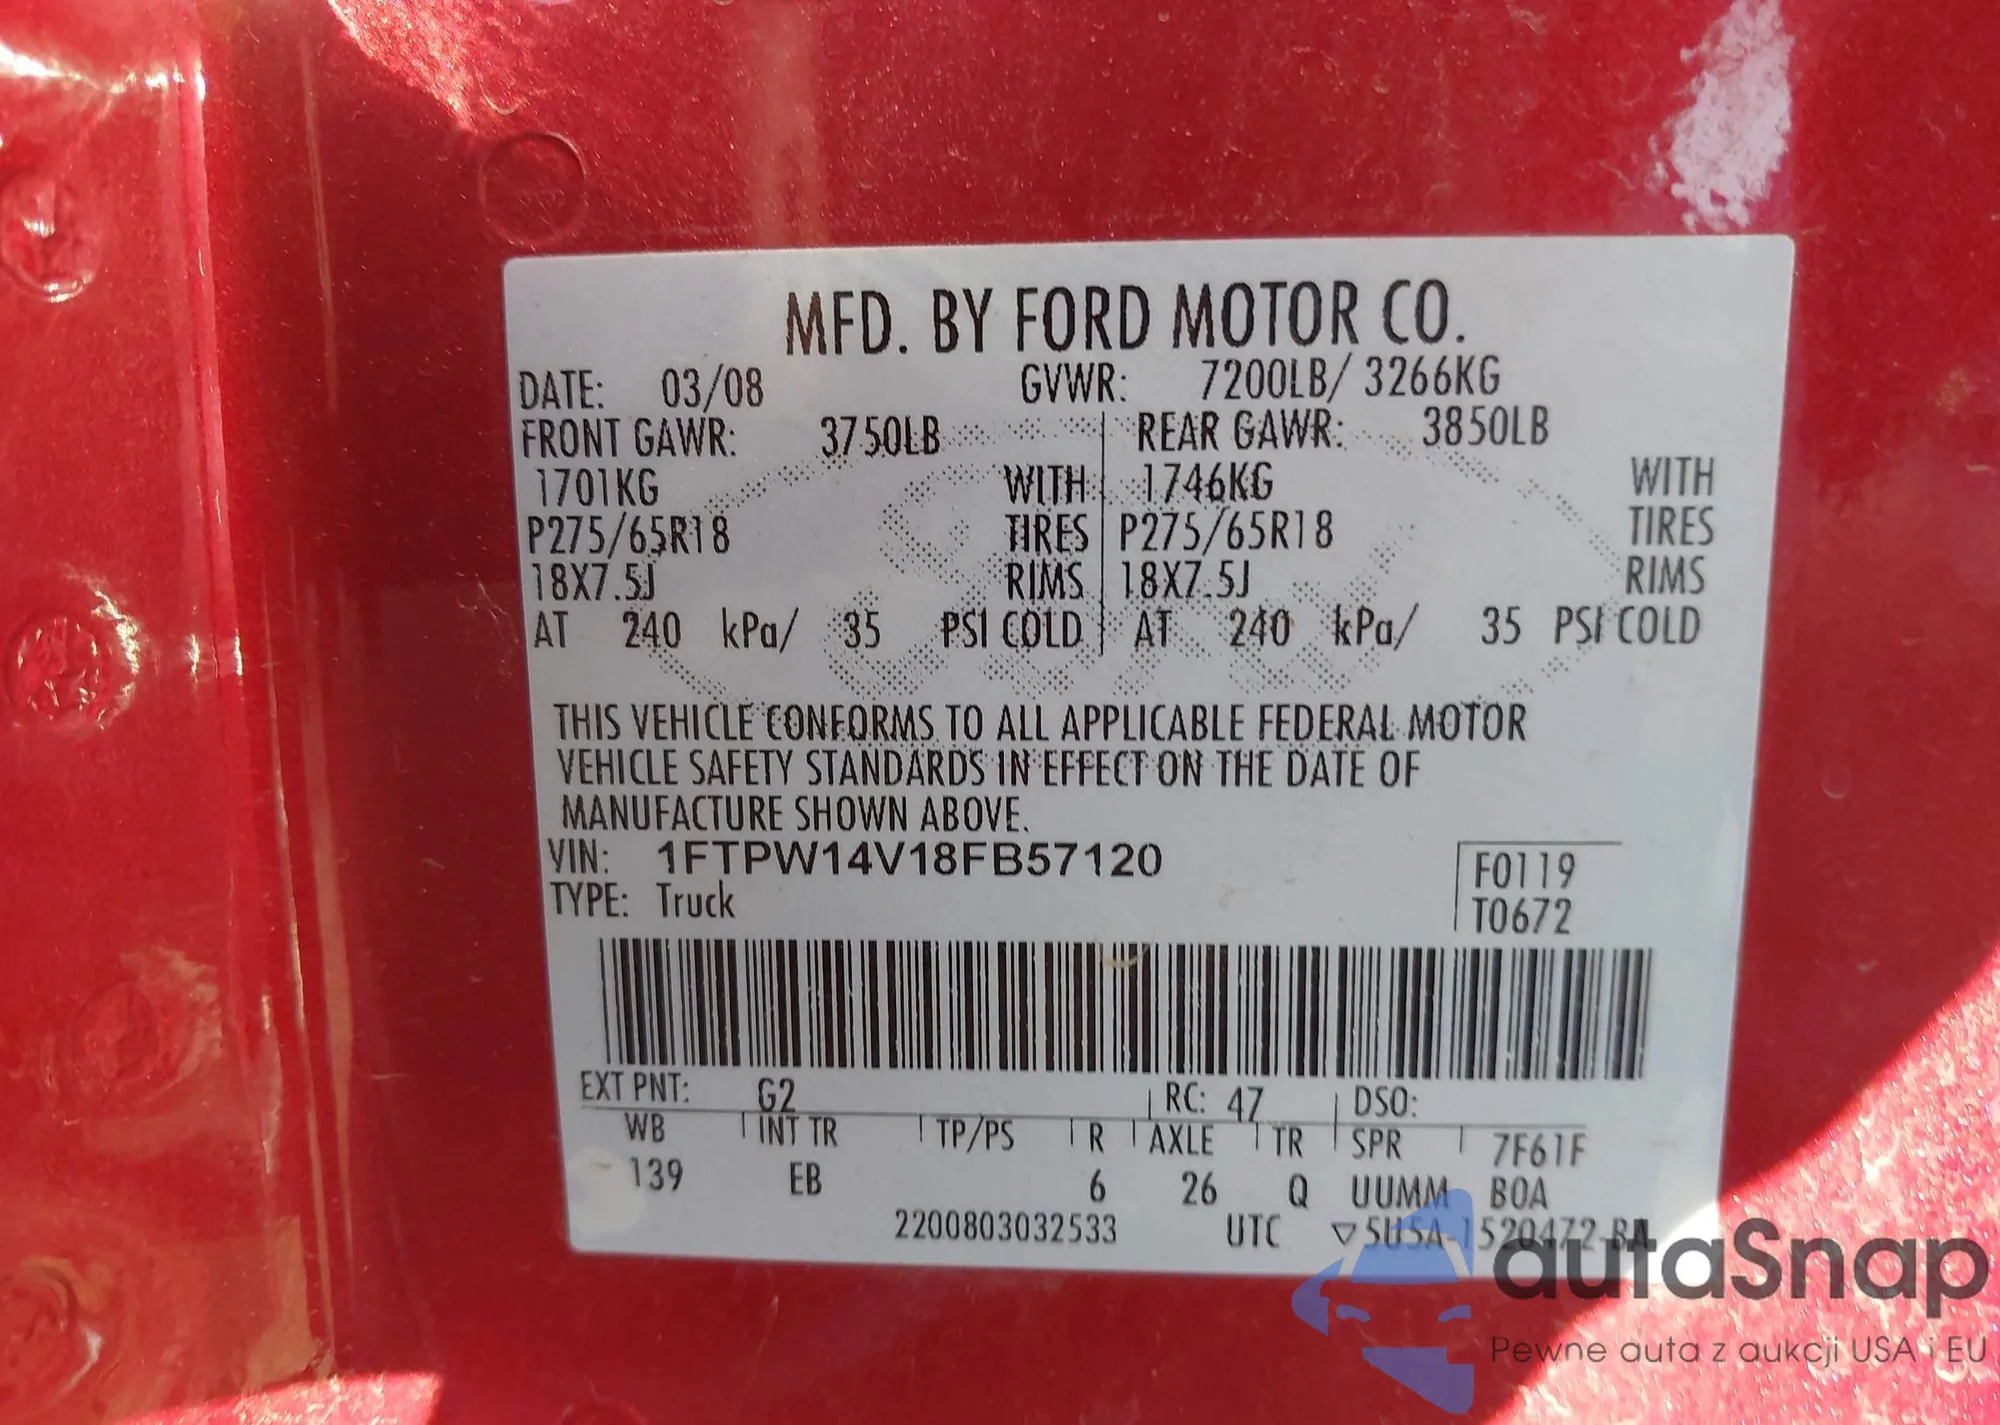 MFD. BY FORD MOTOR CO.
DATE: 03/08 GVWR: 7200LB/ 3266KG
FRONT GAWR: 3750LB REAR GAWR: 3850LB
1701KG WITH 1746KG WITH
P275/65R18 TIRES P275/65R18 TIRES
18X7.5J RIMS 18X7.5J RIMS
AT 240 kPa/ 35 PSI COLD AT 240 kPa/ 35 PSI COLD
THIS VEHICLE CONFORMS TO ALL APPLICABLE FEDERAL MOTOR
VEHICLE SAFETY STANDARDS IN EFFECT ON THE DATE OF
MANUFACTURE SHOWN ABOVE.
VIN: 1FTPW14V18FB57120 F0119
TYPE: Truck T0672
EXT PNT: G2 RC: 47 DSO:
WB INT TR TP/PS R AXLE TR SPR 7F61F
139 EB 6 26 Q UUMM BOA
2200803032533 UTC ▽5U5A-1520472-BA
autaSnap
Pewne auta z aukcji USA i EU